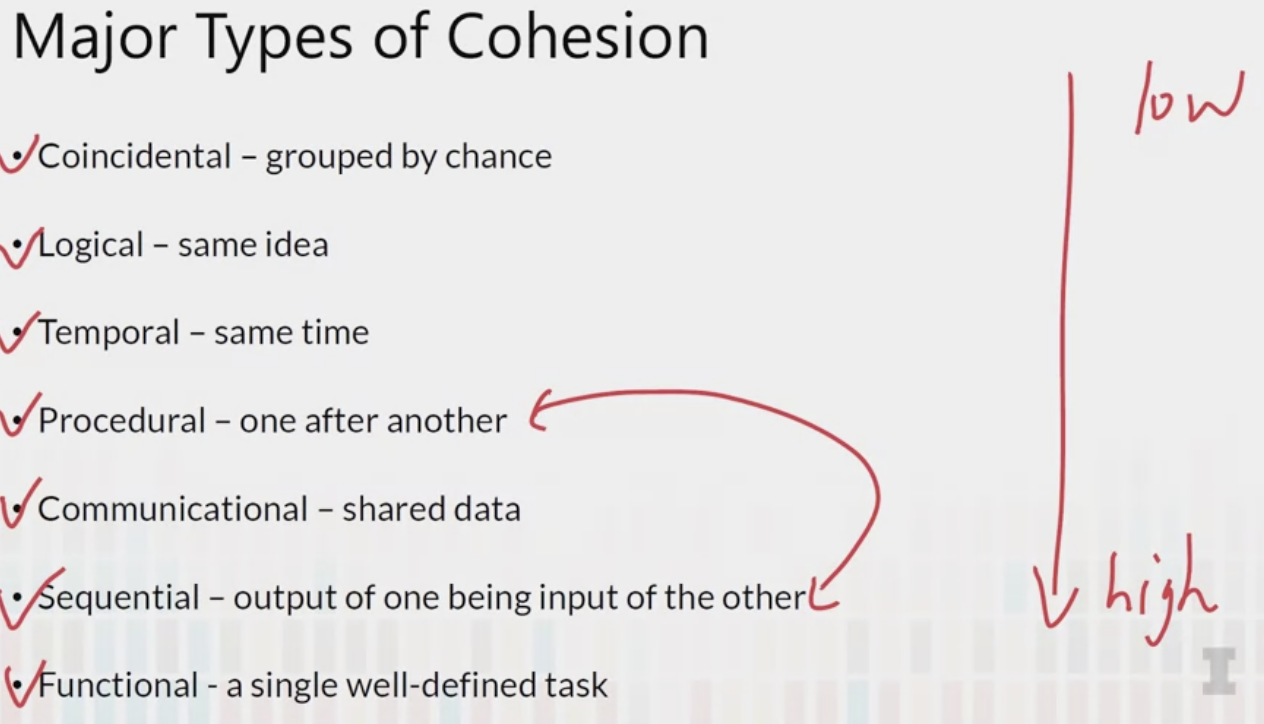 Major Types of Cohesion
low
• Coincidental – grouped by chance
• Logical – same idea
• Temporal – same time
• Procedural – one after another
• Communicational – shared data
• Sequential – output of one being input of the other
high
• Functional - a single well-defined task
I